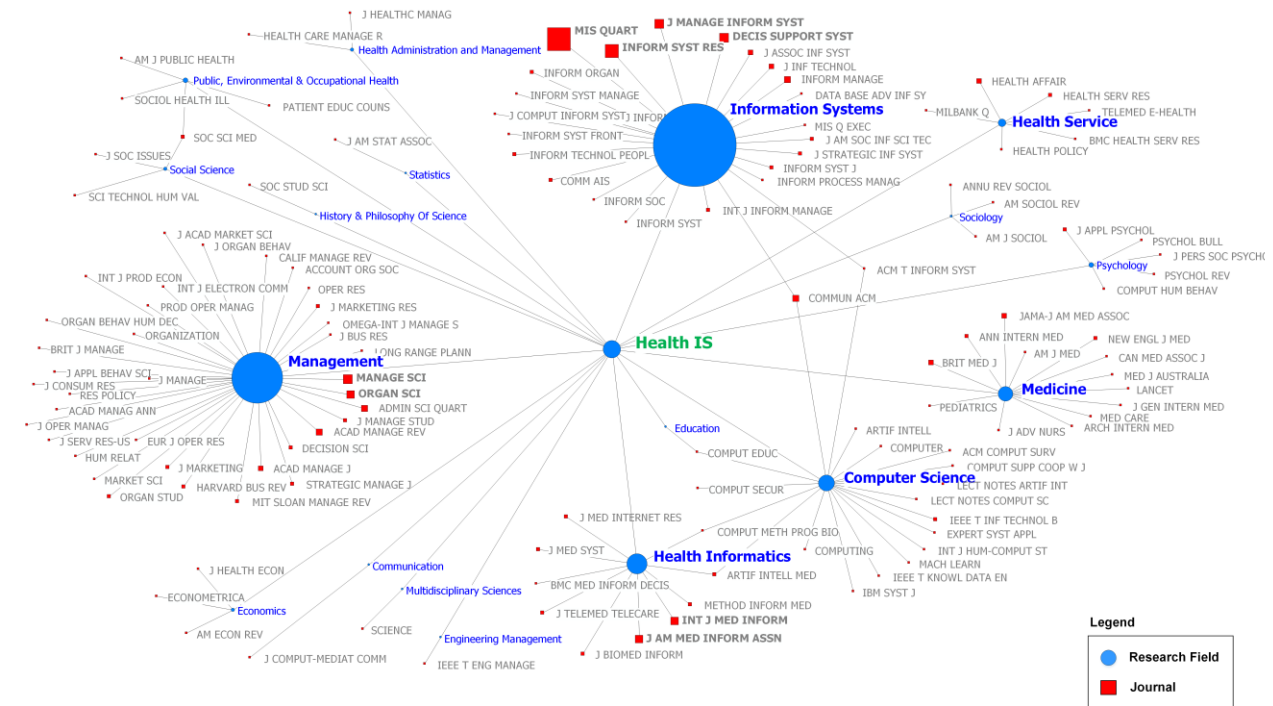 J HEALTHC MANAG
HEALTH CARE MANAGE R
Health Administration and Management
AM J PUBLIC HEALTH
Public, Environmental & Occupational Health
SOCIOL HEALTH ILL
PATIENT EDUC COUNS
SOC SCI MED
J SOC ISSUES
Social Science
SCI TECHNOL HUM VAL
J AM STAT ASSOC
Statistics
SOC STUD SCI
History & Philosophy Of Science
MIS QUART
J MANAGE INFORM SYST
INFORM SYST RES
DECIS SUPPORT SYST
J ASSOC INF SYST
J INF TECHNOL
INFORM ORGAN
INFORM MANAGE
INFORM SYST MANAGE
DATA BASE ADV INF SY
Information Systems
J COMPUT INFORM SYST
J INFOR
MIS Q EXEC
INFORM SYST FRONT
J AM SOC INF SCI TEC
INFORM TECHNOL PEOPL
J STRATEGIC INF SYST
INFORM SYST J
COMM AIS
INFORM PROCESS MANAG
INFORM SOC
INT J INFORM MANAGE
INFORM SYST
HEALTH AFFAIR
HEALTH SERV RES
MILBANK Q
TELEMED E-HEALTH
Health Service
BMC HEALTH SERV RES
HEALTH POLICY
ANNU REV SOCIOL
AM SOCIOL REV
Sociology
AM J SOCIOL
J APPL PSYCHOL
PSYCHOL BULL
J PERS SOC PSYCHO
Psychology
PSYCHOL REV
COMPUT HUM BEHAV
ACM T INFORM SYST
COMMUN ACM
J ACAD MARKET SCI
J ORGAN BEHAV
CALIF MANAGE REV
ACCOUNT ORG SOC
INT J PROD ECON
INT J ELECTRON COMM
OPER RES
PROD OPER MANAG
J MARKETING RES
ORGAN BEHAV HUM DEC
OMEGA-INT J MANAGE S
ORGANIZATION
J BUS RES
BRIT J MANAGE
LONG RANGE PLANN
Management
J APPL BEHAV SCI
J MANAGE
MANAGE SCI
J CONSUM RES
RES POLICY
ORGAN SCI
ACAD MANAG ANN
ADMIN SCI QUART
J OPER MANAG
J MANAGE STUD
ACAD MANAGE REV
J SERV RES-US
EUR J OPER RES
DECISION SCI
HUM RELAT
J MARKETING
ACAD MANAGE J
MARKET SCI
HARVARD BUS REV
STRATEGIC MANAGE J
ORGAN STUD
MIT SLOAN MANAGE REV
Health IS
JAMA-J AM MED ASSOC
ANN INTERN MED
NEW ENGL J MED
BRIT MED J
AM J MED
CAN MED ASSOC J
MED J AUSTRALIA
Medicine
LANCET
PEDIATRICS
J GEN INTERN MED
MED CARE
J ADV NURS
ARCH INTERN MED
Education
COMPUT EDUC
ARTIF INTELL
COMPUTER
ACM COMPUT SURV
COMPUT SUPP COOP W J
Computer Science
LECT NOTES ARTIF INT
COMPUT SECUR
LECT NOTES COMPUT SC
IEEE T INF TECHNOL B
EXPERT SYST APPL
COMPUT METH PROG BIO
COMPUTING
INT J HUM-COMPUT ST
MACH LEARN
IEEE T KNOWL DATA EN
IBM SYST J
J MED INTERNET RES
J MED SYST
Health Informatics
ARTIF INTELL MED
BMC MED INFORM DECIS
METHOD INFORM MED
J TELEMED TELECARE
INT J MED INFORM
J AM MED INFORM ASSN
J BIOMED INFORM
Communication
J HEALTH ECON
ECONOMETRICA
Multidisciplinary Sciences
Economics
AM ECON REV
SCIENCE
Engineering Management
J COMPUT-MEDIAT COMM
IEEE T ENG MANAGE
Legend
Research Field
Journal